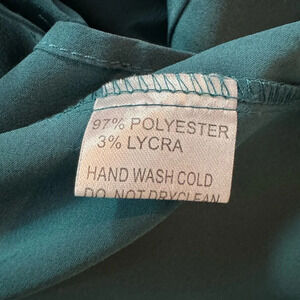 97% POLYESTER
3% LYCRA
HAND WASH COLD
DO NOT DRYCLEAN